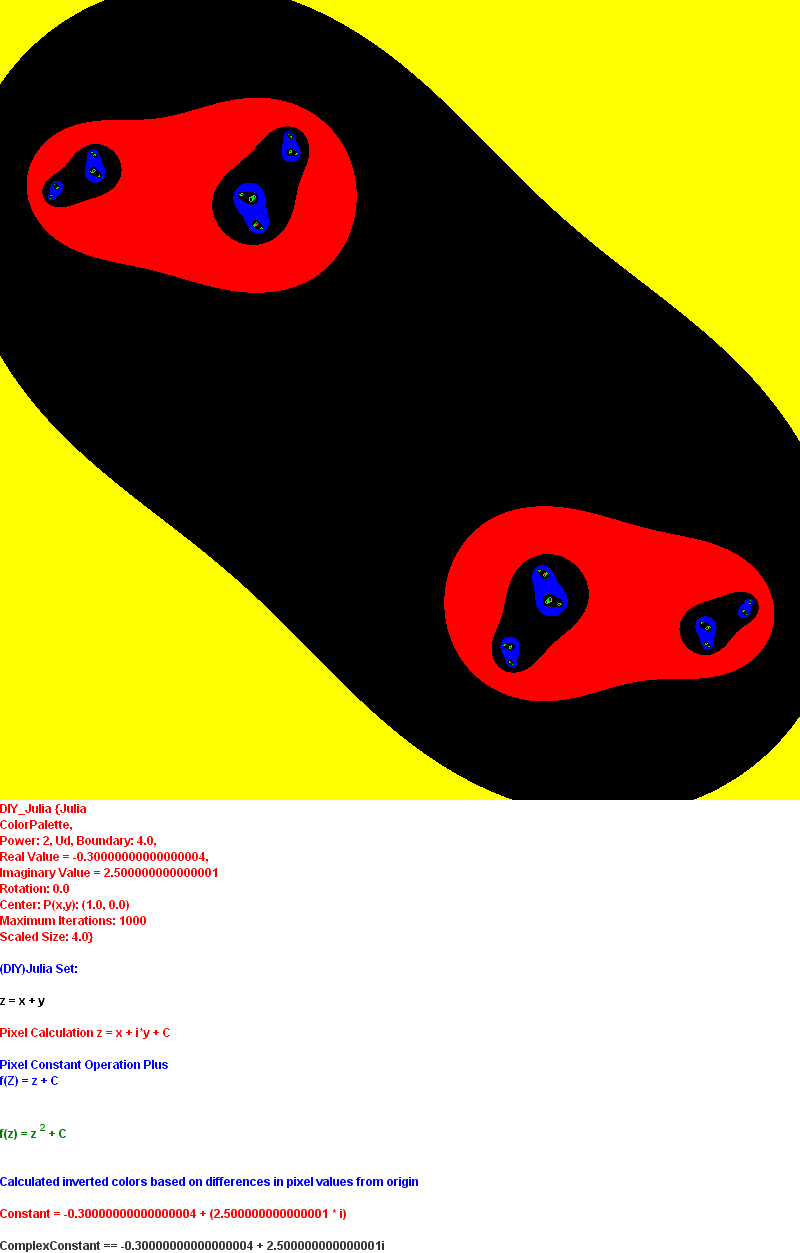 DIY_Julia {Julia
ColorPalette,
Power: 2, Ud, Boundary: 4.0,
Real Value = -0.30000000000000004,
Imaginary Value = 2.500000000000001
Rotation: 0.0
Center: P(x,y): (1.0, 0.0)
Maximum Iterations: 1000
Scaled Size: 4.0}
(DIY)Julia Set:
z = x + y
Pixel Calculation z = x + i*y + C
Pixel Constant Operation Plus
f(Z) = z + C
f(z) = z ² + C
Calculated inverted colors based on differences in pixel values from origin
Constant = -0.30000000000000004 + (2.500000000000001 * i)
ComplexConstant == -0.30000000000000004 + 2.500000000000001i